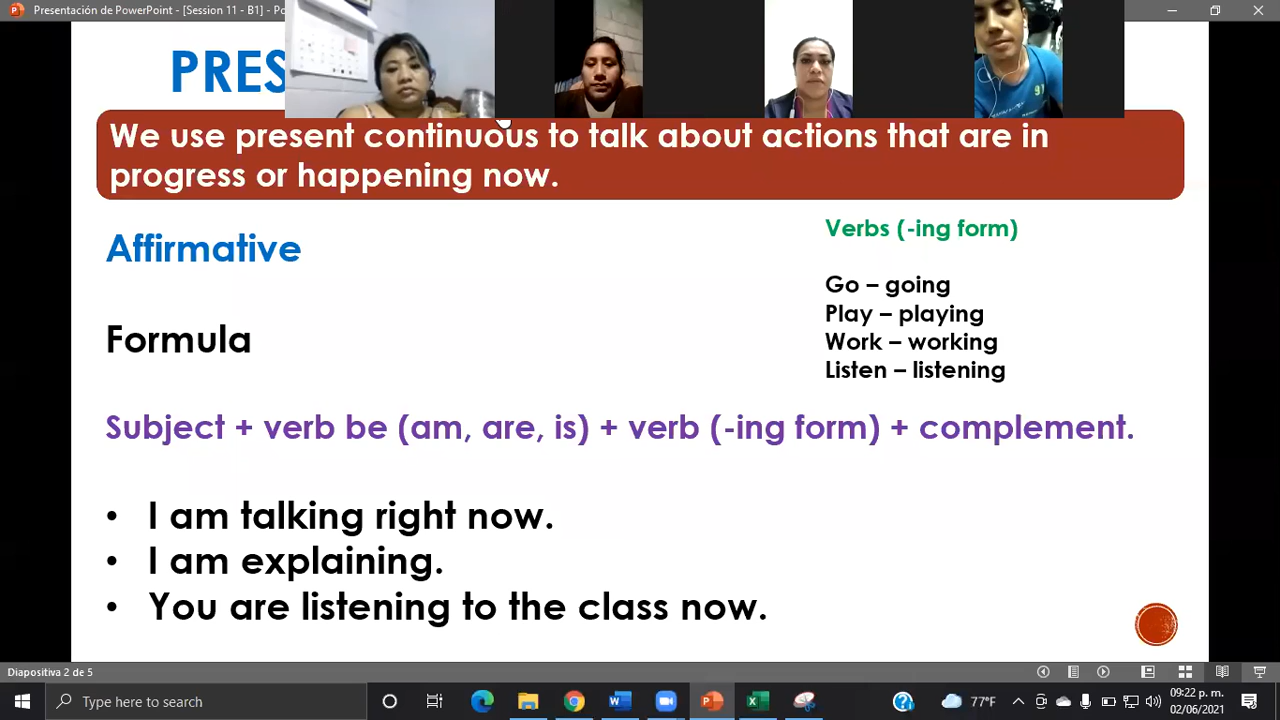 Presentación de PowerPoint - [Session 11 - B1] - Po
PRES
We use present continuous to talk about actions that are in
progress or happening now.
Affirmative
Verbs (-ing form)
Go – going
Play – playing
Work – working
Listen – listening
Formula
Subject + verb be (am, are, is) + verb (-ing form) + complement.
• I am talking right now.
• I am explaining.
• You are listening to the class now.
Diapositiva 2 de 5
Type here to search
77°F
09:22 p. m.
02/06/2021